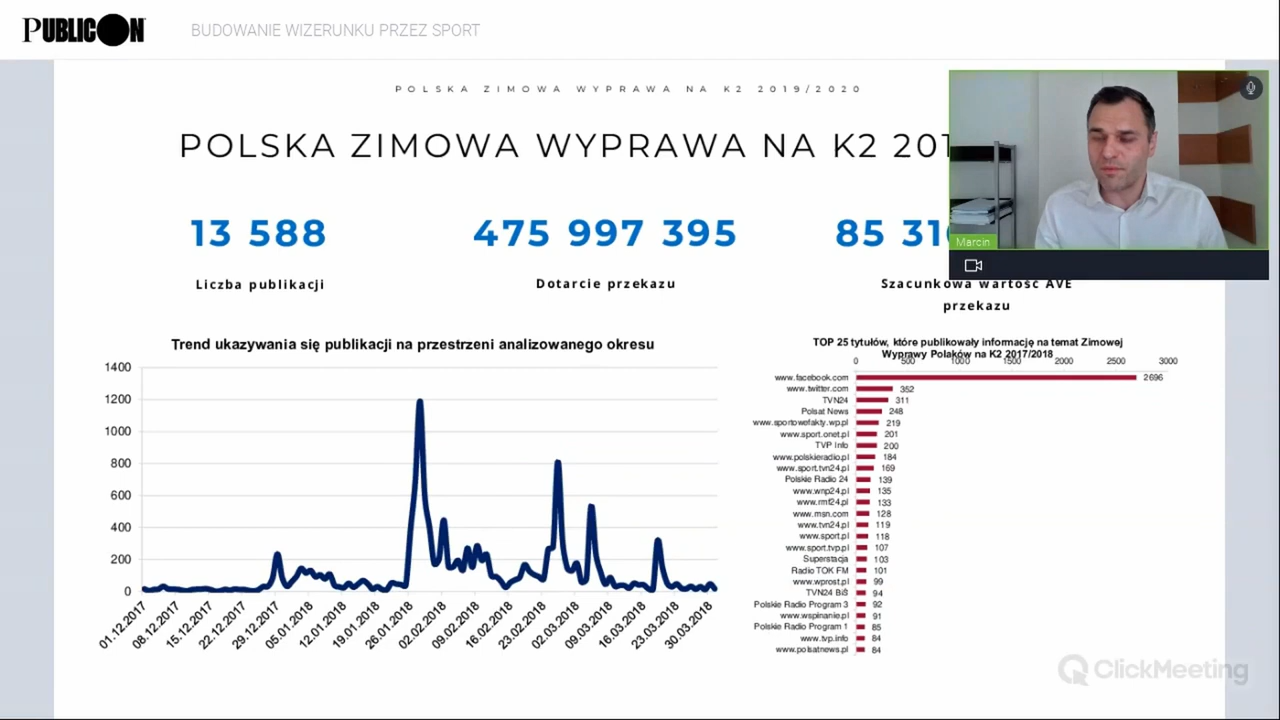 PUBLICON
BUDOWANIE WIZERUNKU PRZEZ SPORT
POLSKA ZIMOWA WYPRAWA NA K2 2019/2020
POLSKA ZIMOWA WYPRAWA NA K2 201
13 588
475 997 395
85 31
Liczba publikacji
Dotarcie przekazu
Szacunkowa wartość AVE
przekazu
Marcin
Trend ukazywania się publikacji na przestrzeni analizowanego okresu
1400
1200
1000
800
600
400
200
0
01.12.2017
08.12.2017
15.12.2017
22.12.2017
29.12.2017
05.01.2018
12.01.2018
19.01.2018
26.01.2018
02.02.2018
09.02.2018
16.02.2018
23.02.2018
02.03.2018
09.03.2018
16.03.2018
23.03.2018
30.03.2018
TOP 25 tytułów, które publikowały informację na temat Zimowej
Wyprawy Polaków na K2 2017/2018
0 500 1000 1500 2000 2500 3000
www.facebook.com 2696
www.twitter.com 352
TVN24 311
Polsat News 248
www.sportowefakty.wp.pl 219
www.sport.onet.pl 201
TVP Info 200
www.polskieradio.pl 184
www.sport.tvn24.pl 169
Polskie Radio 24 139
www.wnp24.pl 135
www.rmf24.pl 133
www.msn.com 128
www.tvn24.pl 119
www.sport.pl 118
www.sport.tvp.pl 107
Superstacja 103
Radio TOK FM 101
www.wprost.pl 99
TVN24 BiŚ 94
Polskie Radio Program 3 92
www.wspinanie.pl 91
Polskie Radio Program 1 85
www.tvp.info 84
www.polsatnews.pl 84
ClickMeeting